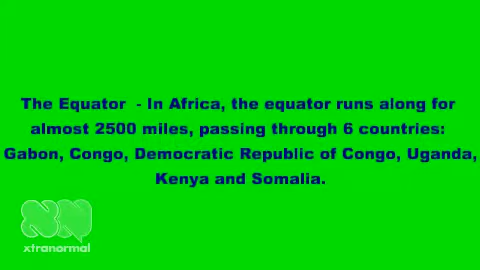 The Equator - In Africa, the equator runs along for
almost 2500 miles, passing through 6 countries:
Gabon, Congo, Democratic Republic of Congo, Uganda,
Kenya and Somalia.
xtranormal